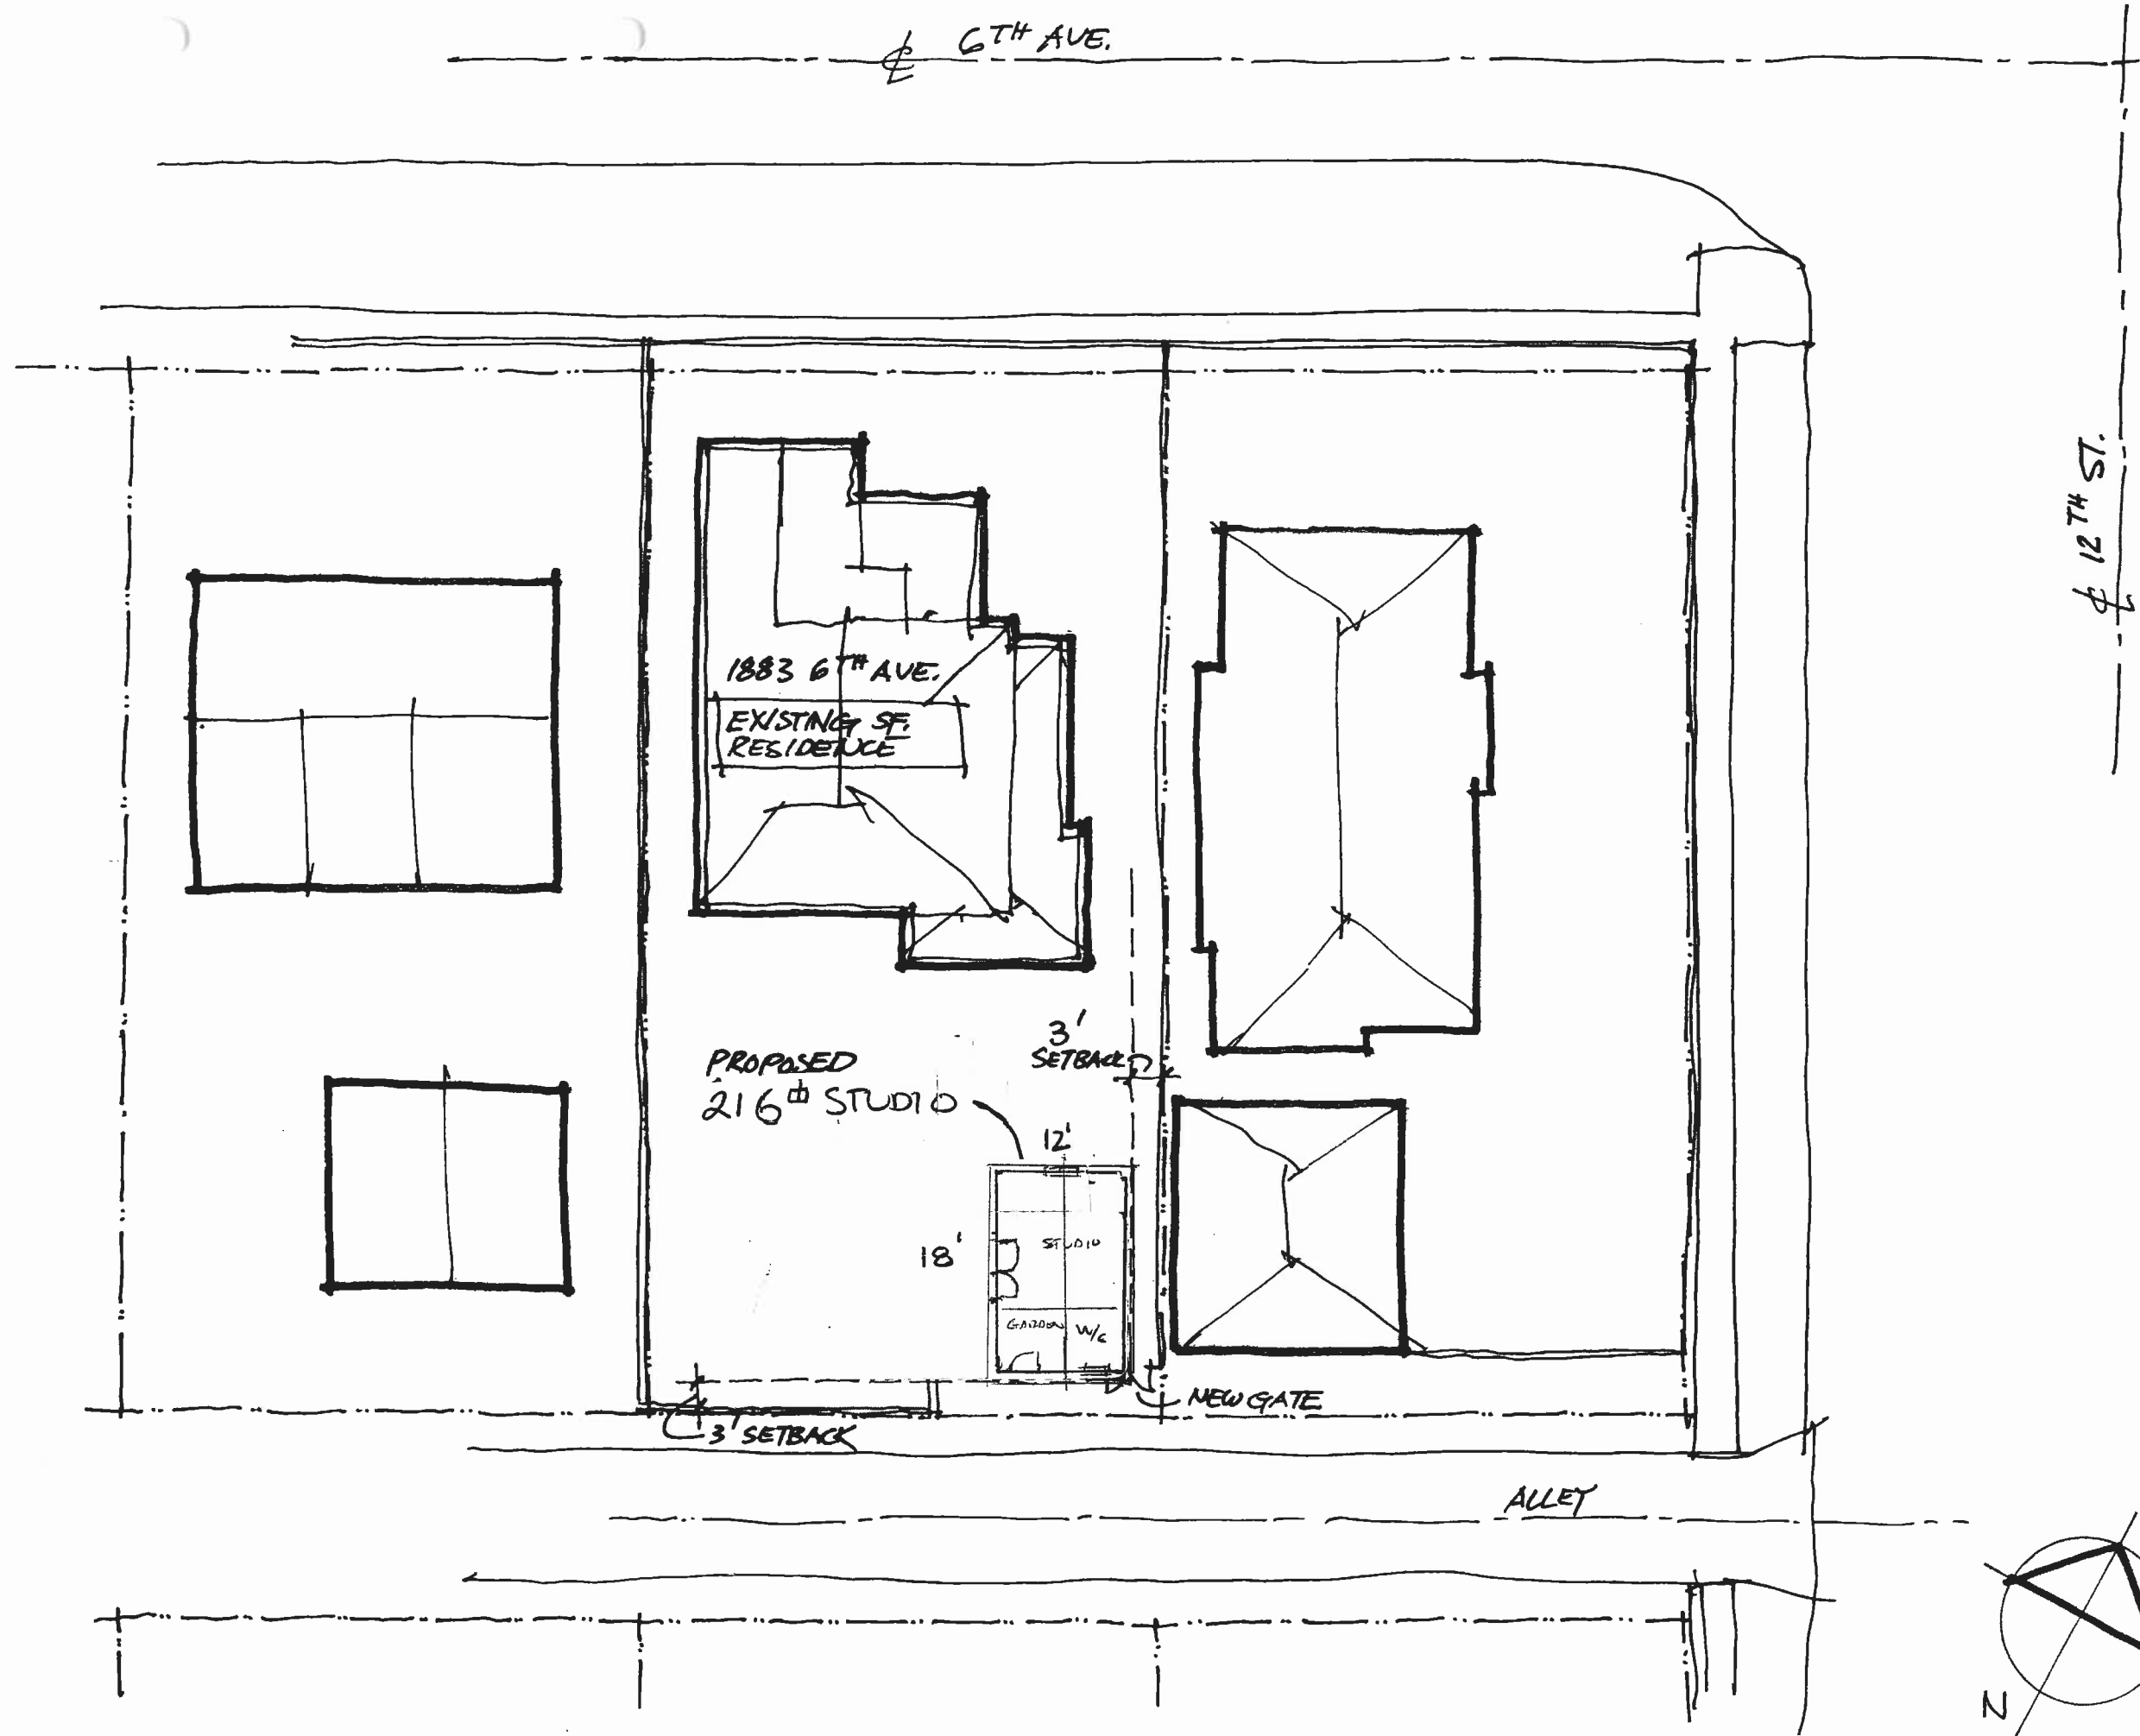 ℄ 6TH AVE.
℄ 12TH ST.
1883 6TH AVE.
EXISTING SF.
RESIDENCE
3'
SETBACK
PROPOSED
216⌷ STUDIO
12'
18'
STUDIO
GARDEN W/C
NEW GATE
3' SETBACK
ALLEY
N